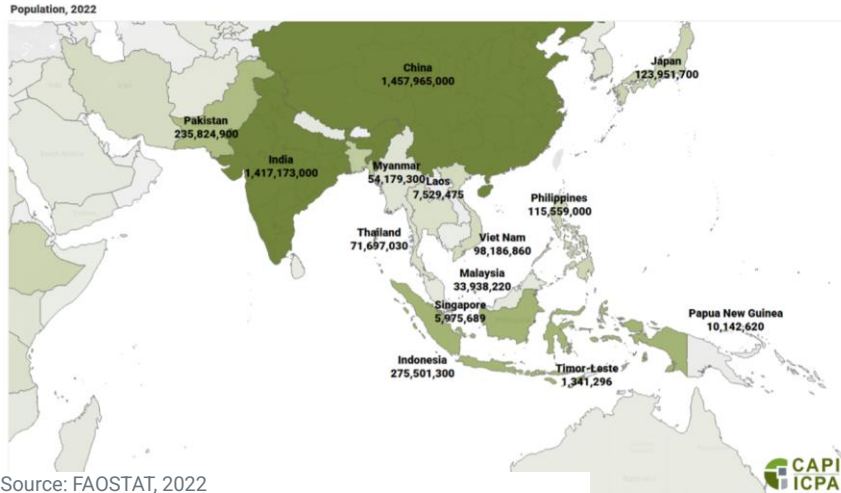 Population, 2022
China
1,457,965,000
Japan
123,951,700
Pakistan
235,824,900
India
1,417,173,000
Myanmar
54,179,300
Laos
7,529,475
Philippines
115,559,000
Thailand
71,697,030
Viet Nam
98,186,860
Malaysia
33,938,220
Singapore
5,975,689
Papua New Guinea
10,142,620
Indonesia
275,501,300
Timor-Leste
1,341,296
CAPI
ICPA
Source: FAOSTAT, 2022